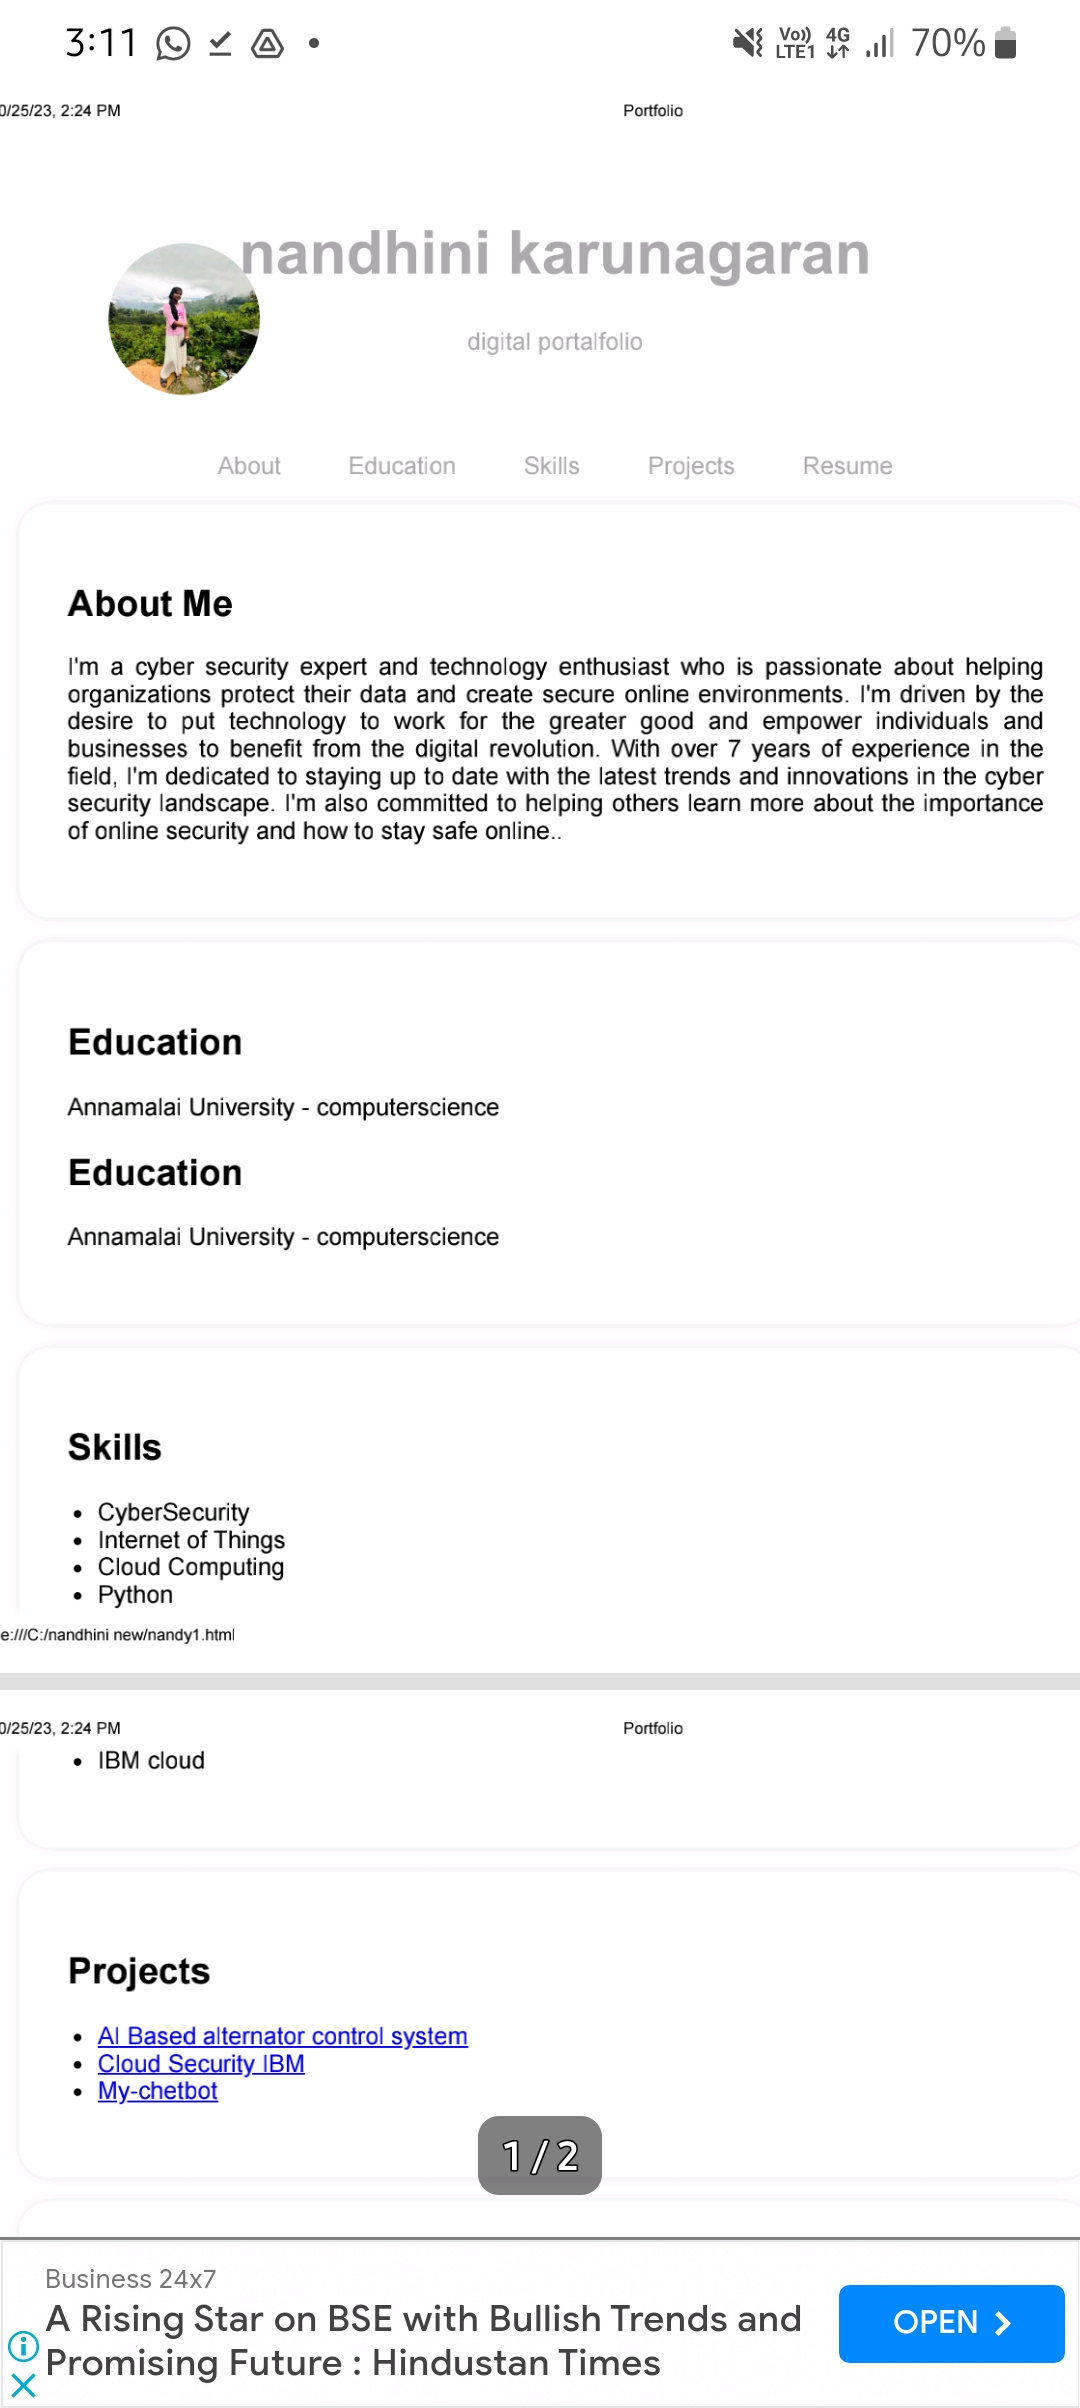 3:11
Vo))
LTE1
4G
70%
0/25/23, 2:24 PM
Portfolio
nandhini karunagaran
digital portalfolio
About Education Skills Projects Resume
About Me
I'm a cyber security expert and technology enthusiast who is passionate about helping
organizations protect their data and create secure online environments. I'm driven by the
desire to put technology to work for the greater good and empower individuals and
businesses to benefit from the digital revolution. With over 7 years of experience in the
field, I'm dedicated to staying up to date with the latest trends and innovations in the cyber
security landscape. I'm also committed to helping others learn more about the importance
of online security and how to stay safe online..
Education
Annamalai University - computerscience
Education
Annamalai University - computerscience
Skills
• CyberSecurity
• Internet of Things
• Cloud Computing
• Python
e:///C:/nandhini new/nandy1.html
0/25/23, 2:24 PM
Portfolio
• IBM cloud
Projects
• AI Based alternator control system
• Cloud Security IBM
• My-chetbot
1 / 2
Business 24x7
A Rising Star on BSE with Bullish Trends and
Promising Future : Hindustan Times
OPEN